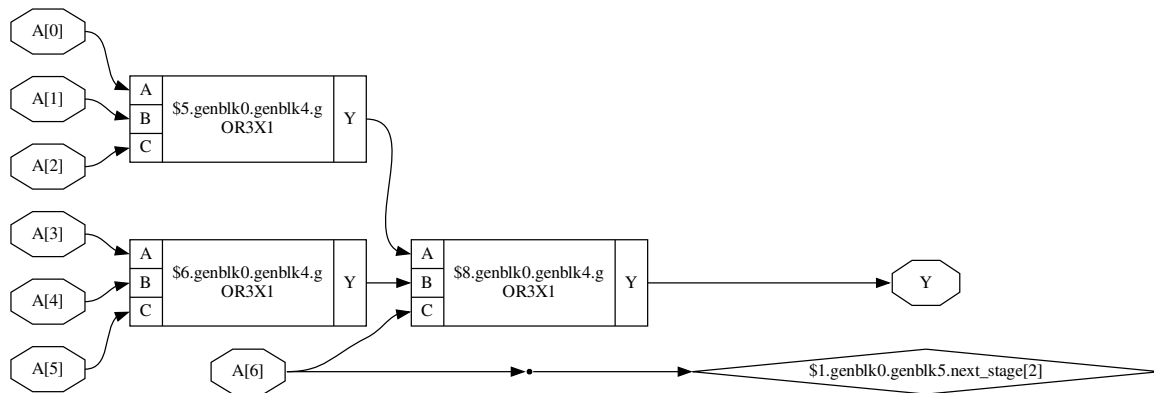 A[0]
A[1]
A[2]
A
B
C
$5.genblk0.genblk4.g
OR3X1
Y
A[3]
A[4]
A[5]
A
B
C
$6.genblk0.genblk4.g
OR3X1
Y
A
B
C
$8.genblk0.genblk4.g
OR3X1
Y
Y
A[6]
$1.genblk0.genblk5.next_stage[2]